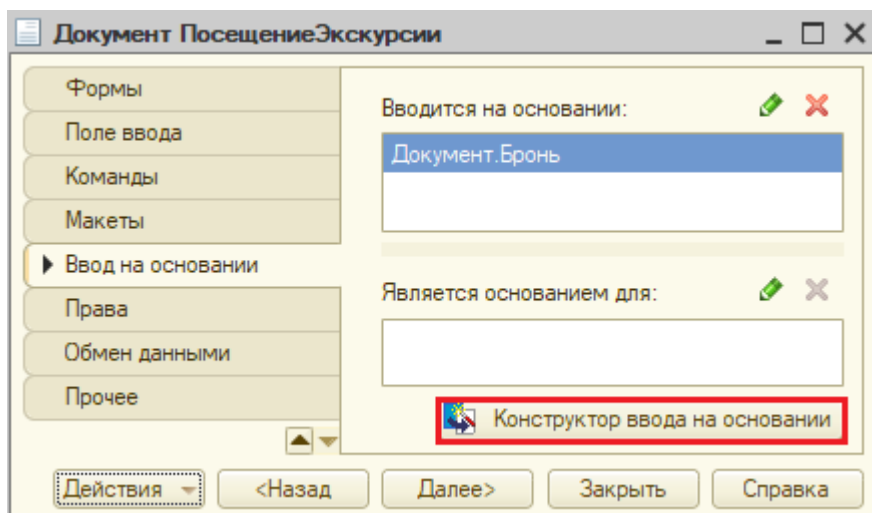 Документ ПосещениеЭкскурсии
Формы
Поле ввода
Команды
Макеты
Ввод на основании
Права
Обмен данными
Прочее
Вводится на основании:
Документ.Бронь
Является основанием для:
Конструктор ввода на основании
Действия
<Назад
Далее>
Закрыть
Справка